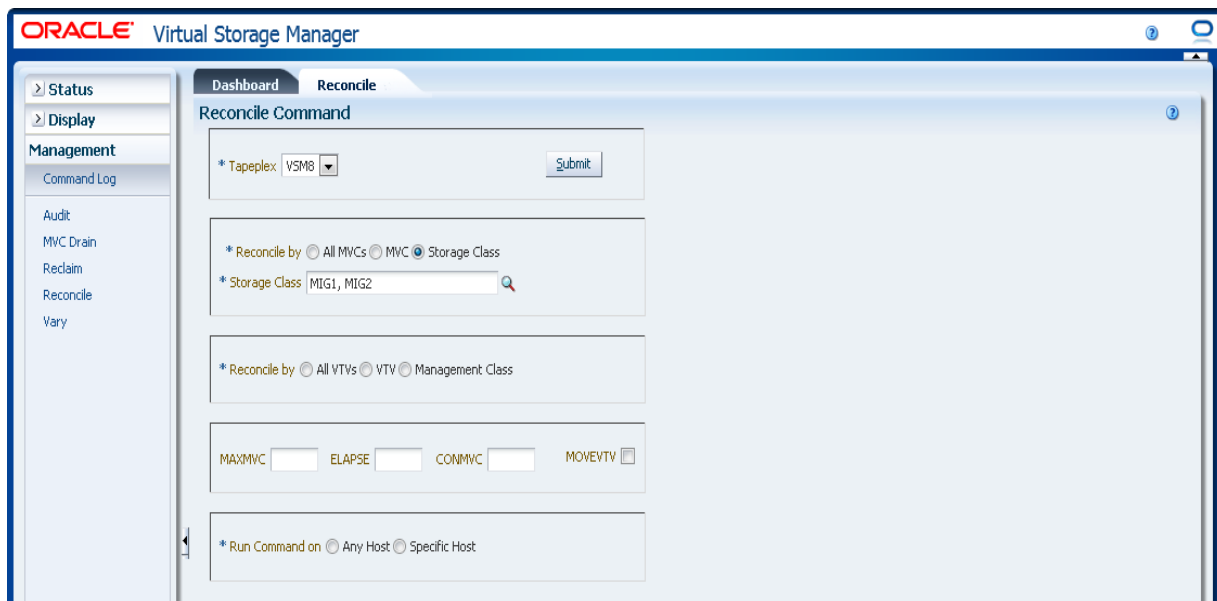 ORACLE® Virtual Storage Manager
Status
Display
Management
Command Log
Audit
MVC Drain
Reclaim
Reconcile
Vary
Dashboard Reconcile
Reconcile Command
* Tapeplex VSM8 Submit
* Reconcile by All MVCs MVC Storage Class
* Storage Class MIG1, MIG2
* Reconcile by All VTVs VTV Management Class
MAXMVC ELAPSE CONMVC MOVEVTV
* Run Command on Any Host Specific Host